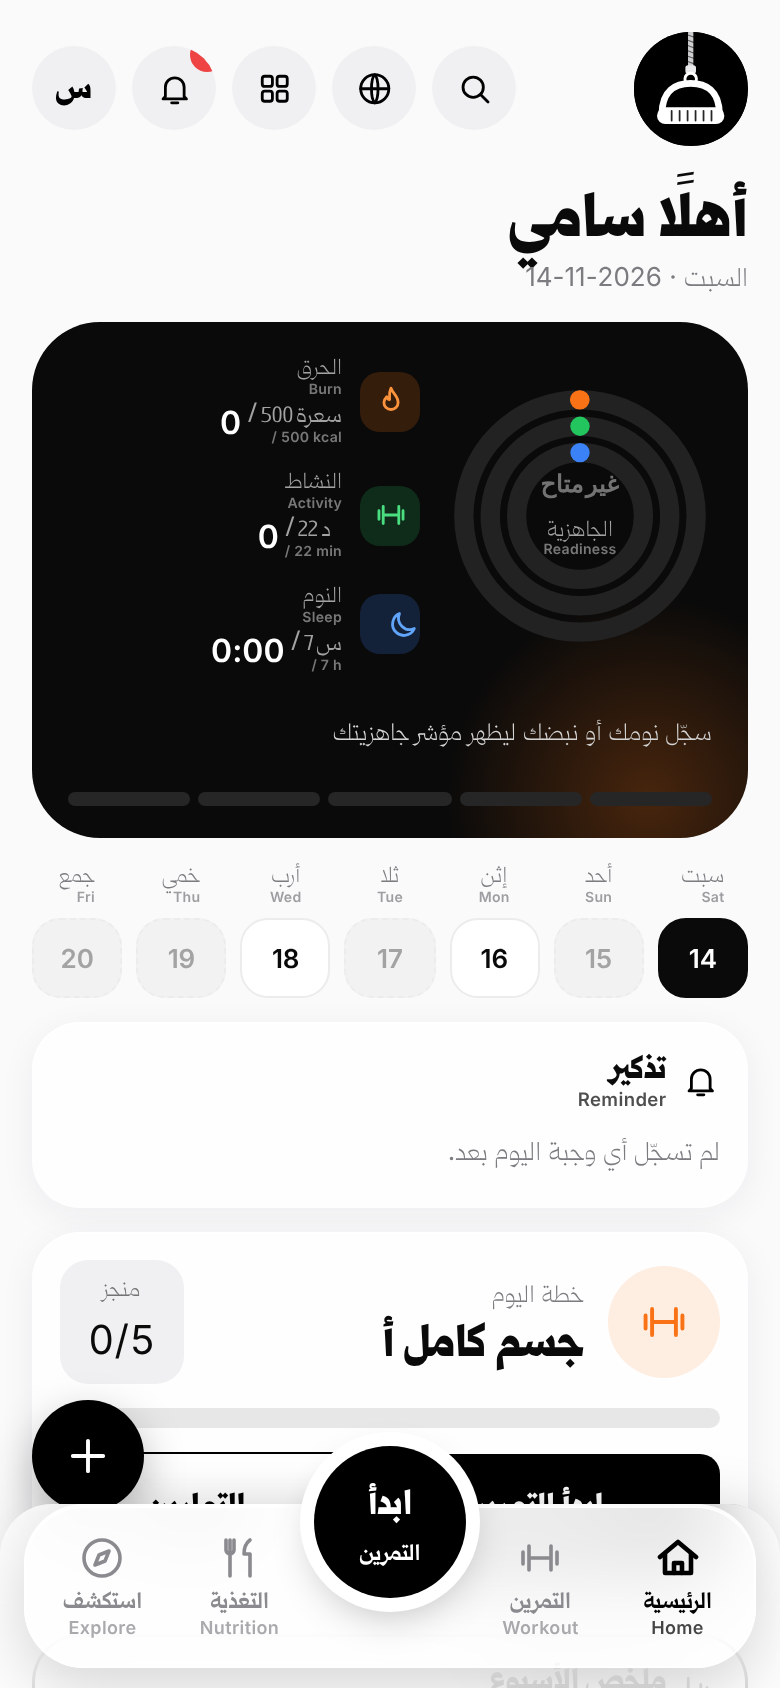 س
أهلًا سامي
السبت · 2026-11-14
غير متاح
الجاهزية
Readiness
الحرق
Burn
0 / 500 سعرة
/ 500 kcal
النشاط
Activity
0 / 22 د
/ 22 min
النوم
Sleep
0:00 / 7 س
/ 7 h
سجّل نومك أو نبضك ليظهر مؤشر جاهزيتك
سبت أحد إثن ثلا أرب خمي جمع
Sat Sun Mon Tue Wed Thu Fri
14 15 16 17 18 19 20
تذكير
Reminder
لم تسجّل أي وجبة اليوم بعد.
خطة اليوم
جسم كامل أ
منجز
0/5
ابدأ
التمرين
الرئيسية
Home
التمرين
Workout
التغذية
Nutrition
استكشف
Explore
ملخص الأسبوع